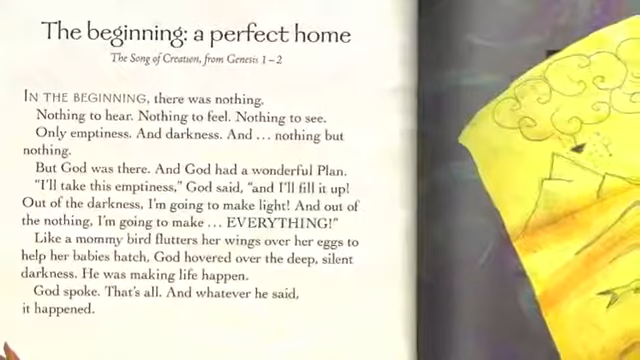 The beginning: a perfect home
The Song of Creation, from Genesis 1–2
IN THE BEGINNING, there was nothing.
Nothing to hear. Nothing to feel. Nothing to see.
Only emptiness. And darkness. And ... nothing but
nothing.
But God was there. And God had a wonderful Plan.
"I'll take this emptiness," God said, "and I'll fill it up!
Out of the darkness, I'm going to make light! And out of
the nothing, I'm going to make ... EVERYTHING!"
Like a mommy bird flutters her wings over her eggs to
help her babies hatch, God hovered over the deep, silent
darkness. He was making life happen.
God spoke. That's all. And whatever he said,
it happened.